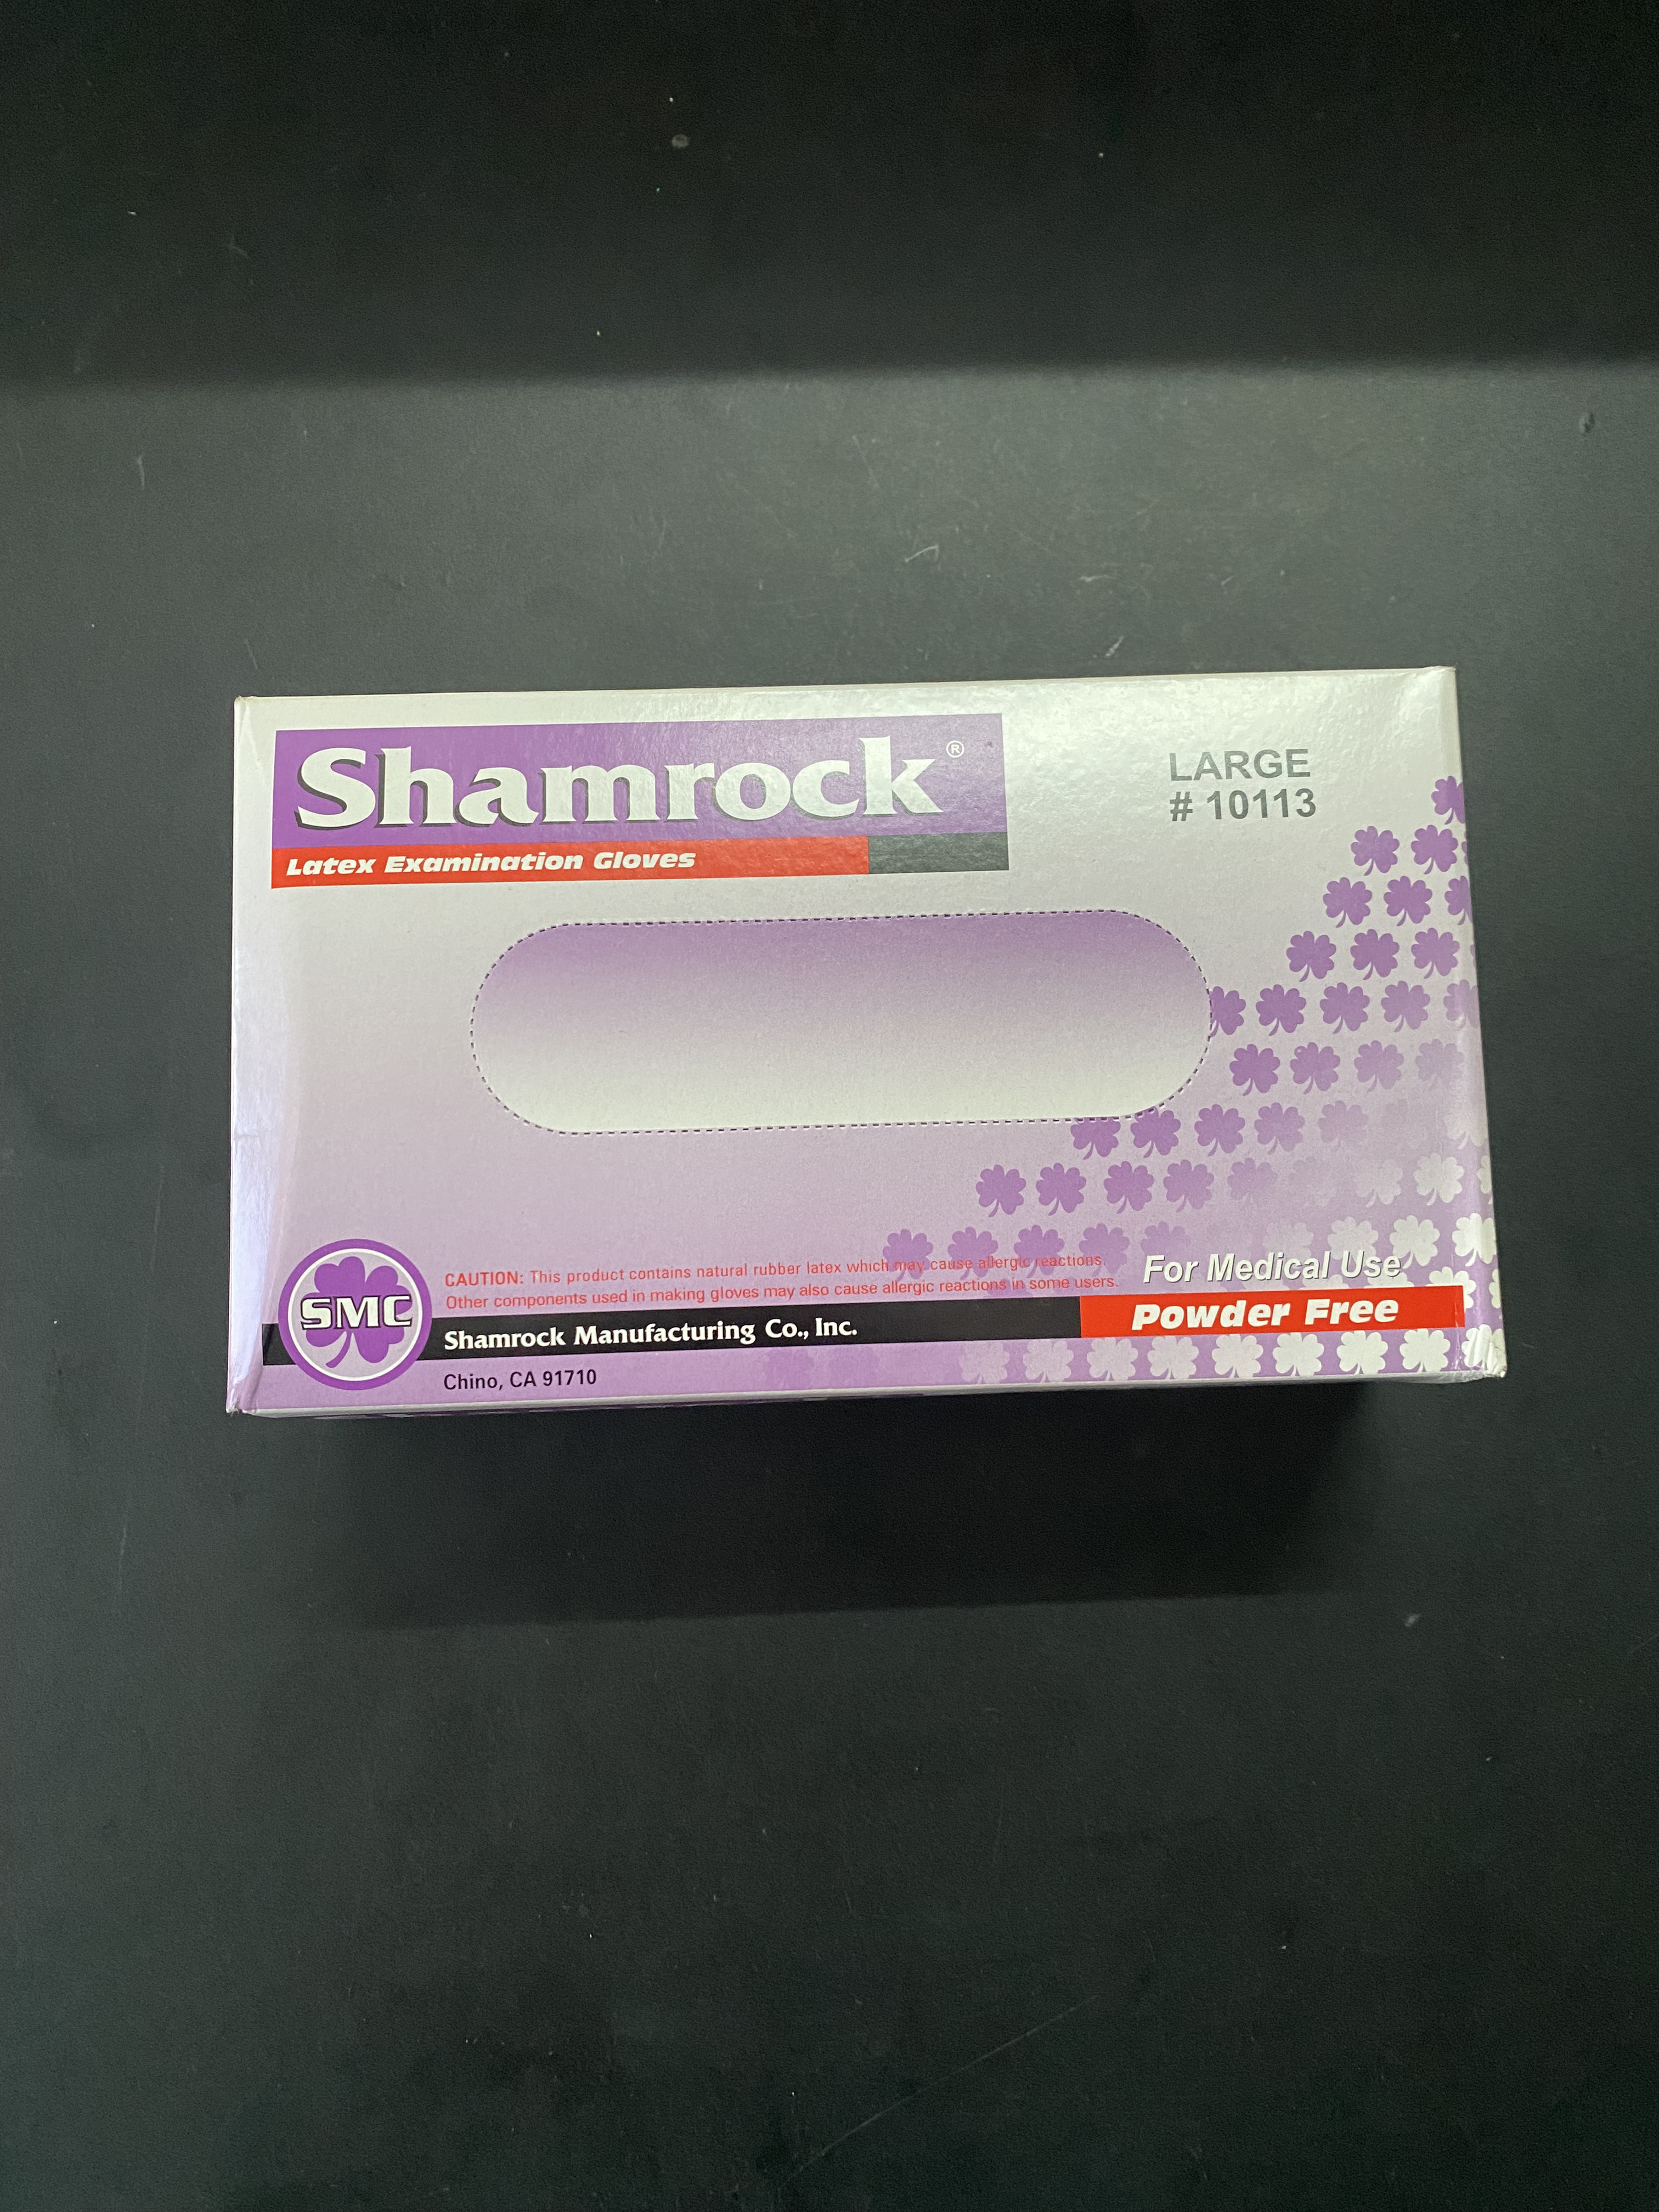 Shamrock®
Latex Examination Gloves
LARGE
# 10113
CAUTION: This product contains natural rubber latex which may cause allergic reactions.
Other components used in making gloves may also cause allergic reactions in some users.
For Medical Use
Powder Free
SMC
Shamrock Manufacturing Co., Inc.
Chino, CA 91710